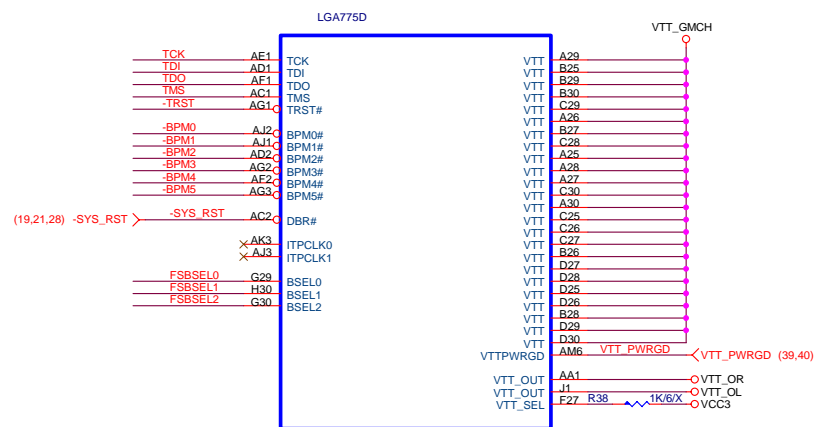 LGA775D
VTT_GMCH
TCK AE1 TCK VTT A29
TDI AD1 TDI VTT B25
TDO AF1 TDO VTT B29
TMS AC1 TMS VTT B30
-TRST AG1 TRST# VTT C29
VTT A26
-BPM0 AJ2 BPM0# VTT B27
-BPM1 AJ1 BPM1# VTT C28
-BPM2 AD2 BPM2# VTT A25
-BPM3 AG2 BPM3# VTT A28
-BPM4 AF2 BPM4# VTT A27
-BPM5 AG3 BPM5# VTT C30
VTT A30
(19,21,28) -SYS_RST -SYS_RST AC2 DBR# VTT C25
VTT C26
AK3 ITPCLK0 VTT C27
AJ3 ITPCLK1 VTT B26
VTT D27
FSBSEL0 G29 BSEL0 VTT D28
FSBSEL1 H30 BSEL1 VTT D25
FSBSEL2 G30 BSEL2 VTT D26
VTT B28
VTT D29
VTT D30
VTTPWRGD AM6 VTT_PWRGD VTT_PWRGD (39,40)
VTT_OUT AA1 VTT_OR
VTT_OUT J1 VTT_OL
VTT_SEL F27 R38 1K/6/X VCC3